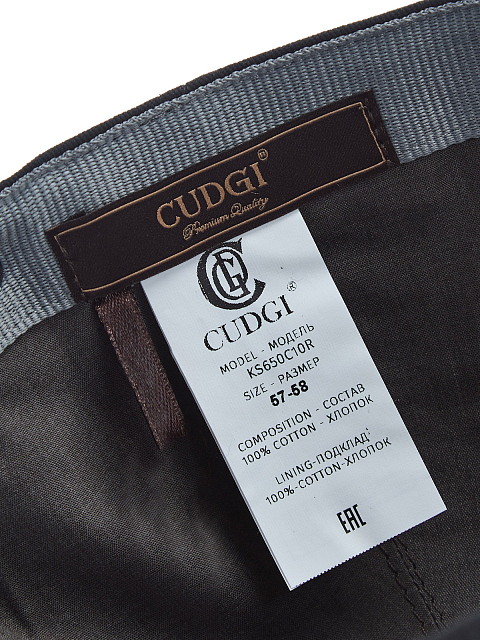 CUDGI®
Premium Quality
CUDGI ®
MODEL - МОДЕЛЬ
KS650C10R
SIZE - РАЗМЕР
57-58
COMPOSITION - СОСТАВ
100% COTTON - ХЛОПОК
LINING-ПОДКЛАД:
100%-COTTON-ХЛОПОК
EAC